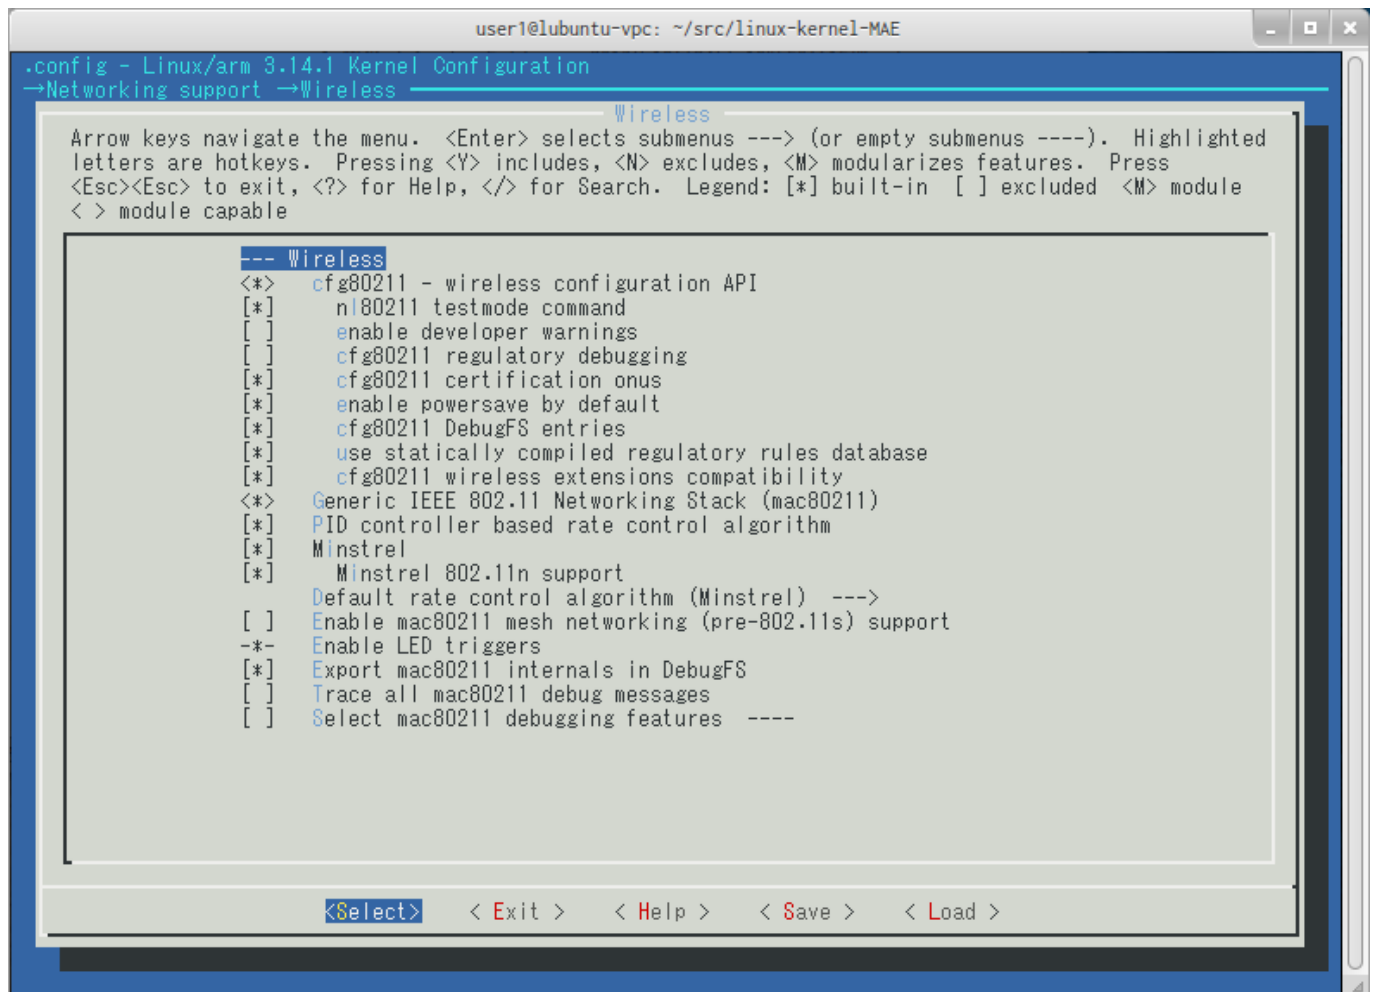 user1@lubuntu-vpc: ~/src/linux-kernel-MAE
.config - Linux/arm 3.14.1 Kernel Configuration
→Networking support →Wireless
Wireless
Arrow keys navigate the menu.  <Enter> selects submenus ---> (or empty submenus ----).  Highlighted
letters are hotkeys.  Pressing <Y> includes, <N> excludes, <M> modularizes features.  Press
<Esc><Esc> to exit, <?> for Help, </> for Search.  Legend: [*] built-in  [ ] excluded  <M> module
< > module capable
--- Wireless
<*>   cfg80211 - wireless configuration API
[*]     nl80211 testmode command
[ ]     enable developer warnings
[ ]     cfg80211 regulatory debugging
[*]     cfg80211 certification onus
[*]     enable powersave by default
[*]     cfg80211 DebugFS entries
[*]     use statically compiled regulatory rules database
[*]     cfg80211 wireless extensions compatibility
<*>   Generic IEEE 802.11 Networking Stack (mac80211)
[*]   PID controller based rate control algorithm
[*]   Minstrel
[*]     Minstrel 802.11n support
Default rate control algorithm (Minstrel)  --->
[ ]   Enable mac80211 mesh networking (pre-802.11s) support
-*-   Enable LED triggers
[*]   Export mac80211 internals in DebugFS
[ ]   Trace all mac80211 debug messages
[ ]   Select mac80211 debugging features  ----
<Select>    < Exit >    < Help >    < Save >    < Load >